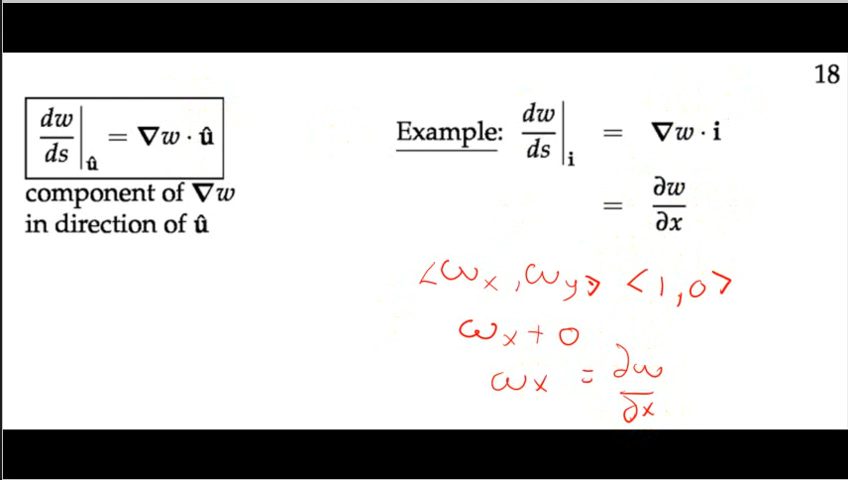 18
dw/ds|û = ∇w · û
component of ∇w
in direction of û
Example: dw/ds|i = ∇w · i
= ∂w/∂x
<wx, wy> <1, 0>
wx + 0
wx = ∂w/∂x